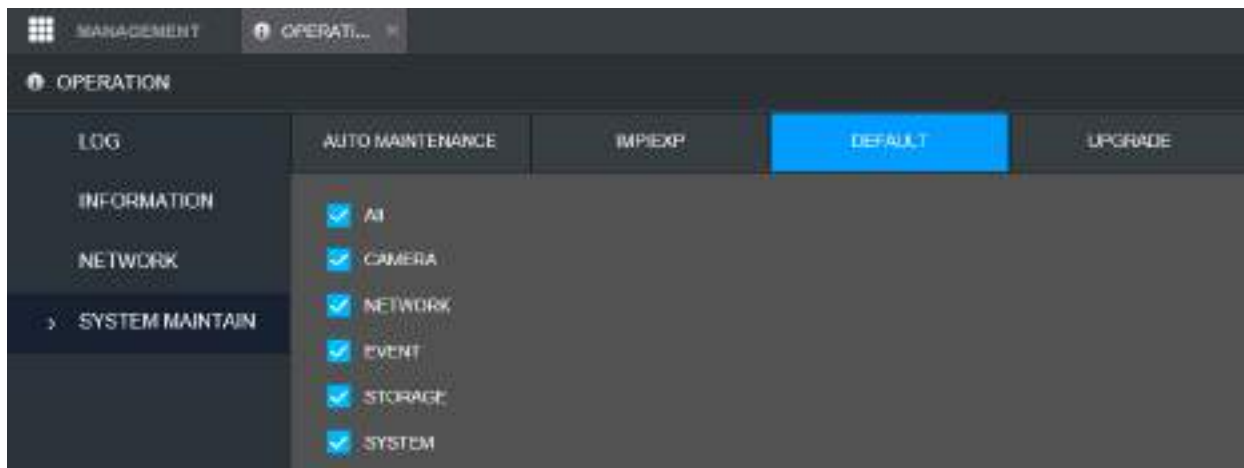 MANAGEMENT OPERATI...
OPERATION
LOG AUTO MAINTENANCE IMP/EXP DEFAULT UPGRADE
INFORMATION
All
NETWORK CAMERA
SYSTEM MAINTAIN NETWORK
EVENT
STORAGE
SYSTEM